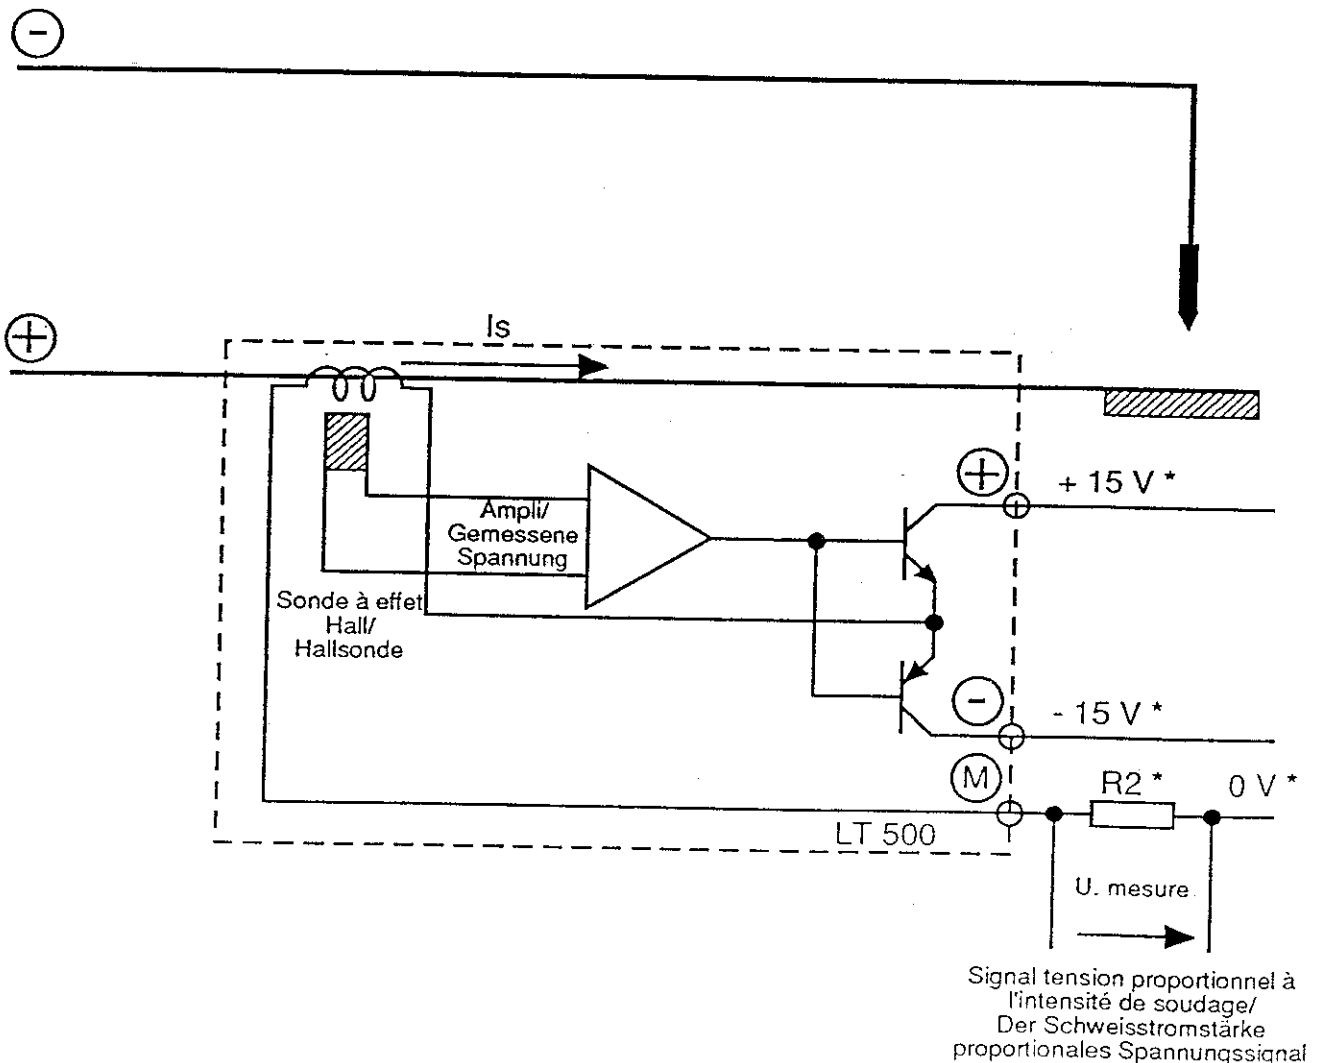 -
+
Is
+
+ 15 V *
Ampli/
Gemessene
Spannung
Sonde à effet
Hall/
Hallsonde
-
- 15 V *
M
R2 *
0 V *
LT 500
U. mesure
Signal tension proportionnel à
l'intensité de soudage/
Der Schweisstromstärke
proportionales Spannungssignal